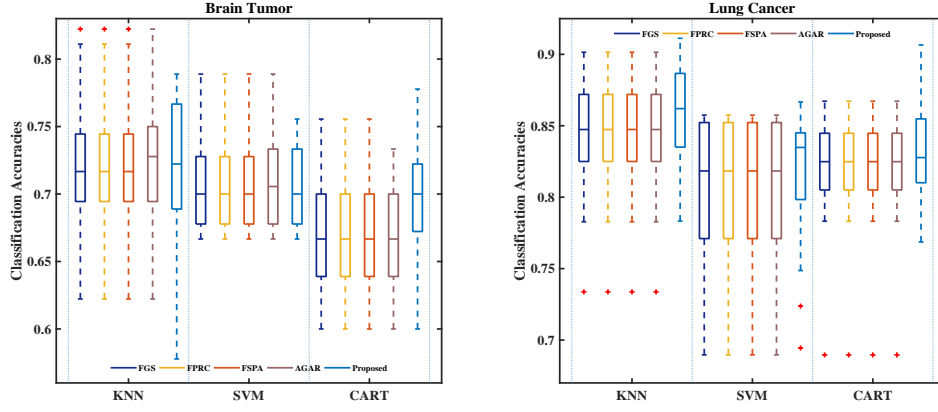 Brain Tumor
Classification Accuracies
0.8
0.75
0.7
0.65
0.6
FGS FPRC FSPA AGAR Proposed
KNN SVM CART
Lung Cancer
FGS FPRC FSPA AGAR Proposed
Classification Accuracies
0.9
0.85
0.8
0.75
0.7
KNN SVM CART